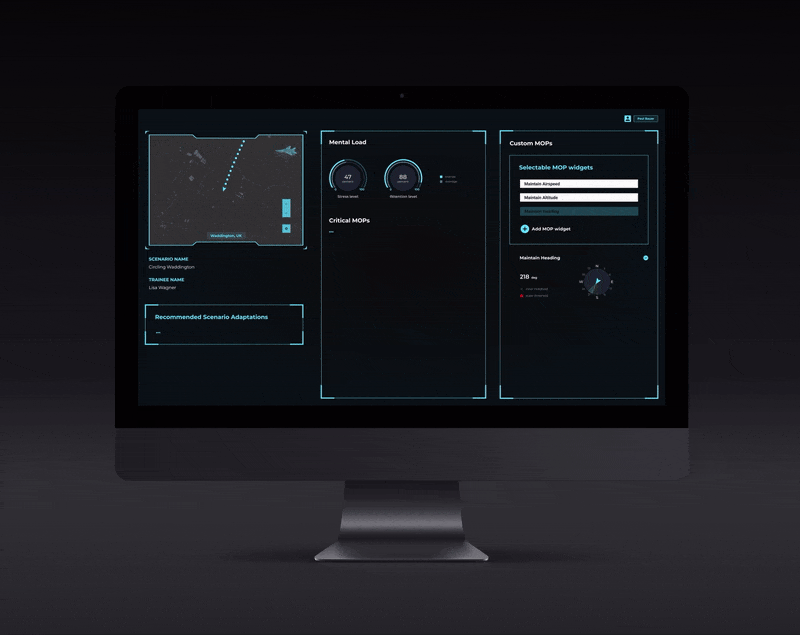 Waddington, UK
SCENARIO NAME
Circling Waddington
TRAINEE NAME
Lisa Wagner
Recommended Scenario Adaptations
Mental Load
47
88
Stress level
Retention level
Critical MOPs
Custom MOPs
Selectable MOP widgets
Maintain Airspeed
Maintain Altitude
Maintain Heading
Add MOP widget
Maintain Heading
218 deg
N
W
E
S